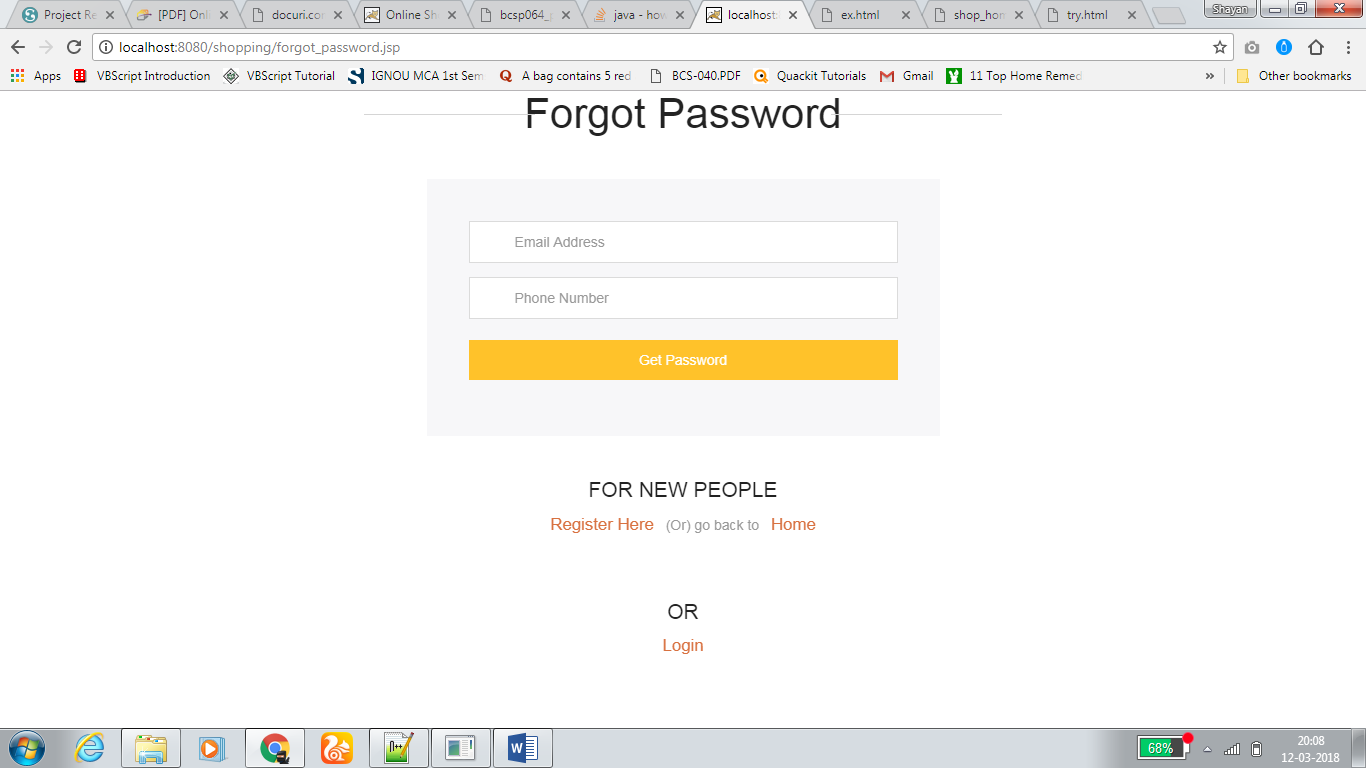 Project Re
[PDF] Onl
docuri.cor
Online Sh
bcsp064_
java - how
localhost:
ex.html
shop_hom
try.html
Shayan
localhost:8080/shopping/forgot_password.jsp
Apps
VBScript Introduction
VBScript Tutorial
IGNOU MCA 1st Sem
A bag contains 5 red
BCS-040.PDF
Quackit Tutorials
Gmail
11 Top Home Remed
»
Other bookmarks
Forgot Password
Email Address
Phone Number
Get Password
FOR NEW PEOPLE
Register Here (Or) go back to Home
OR
Login
68%
20:08
12-03-2018